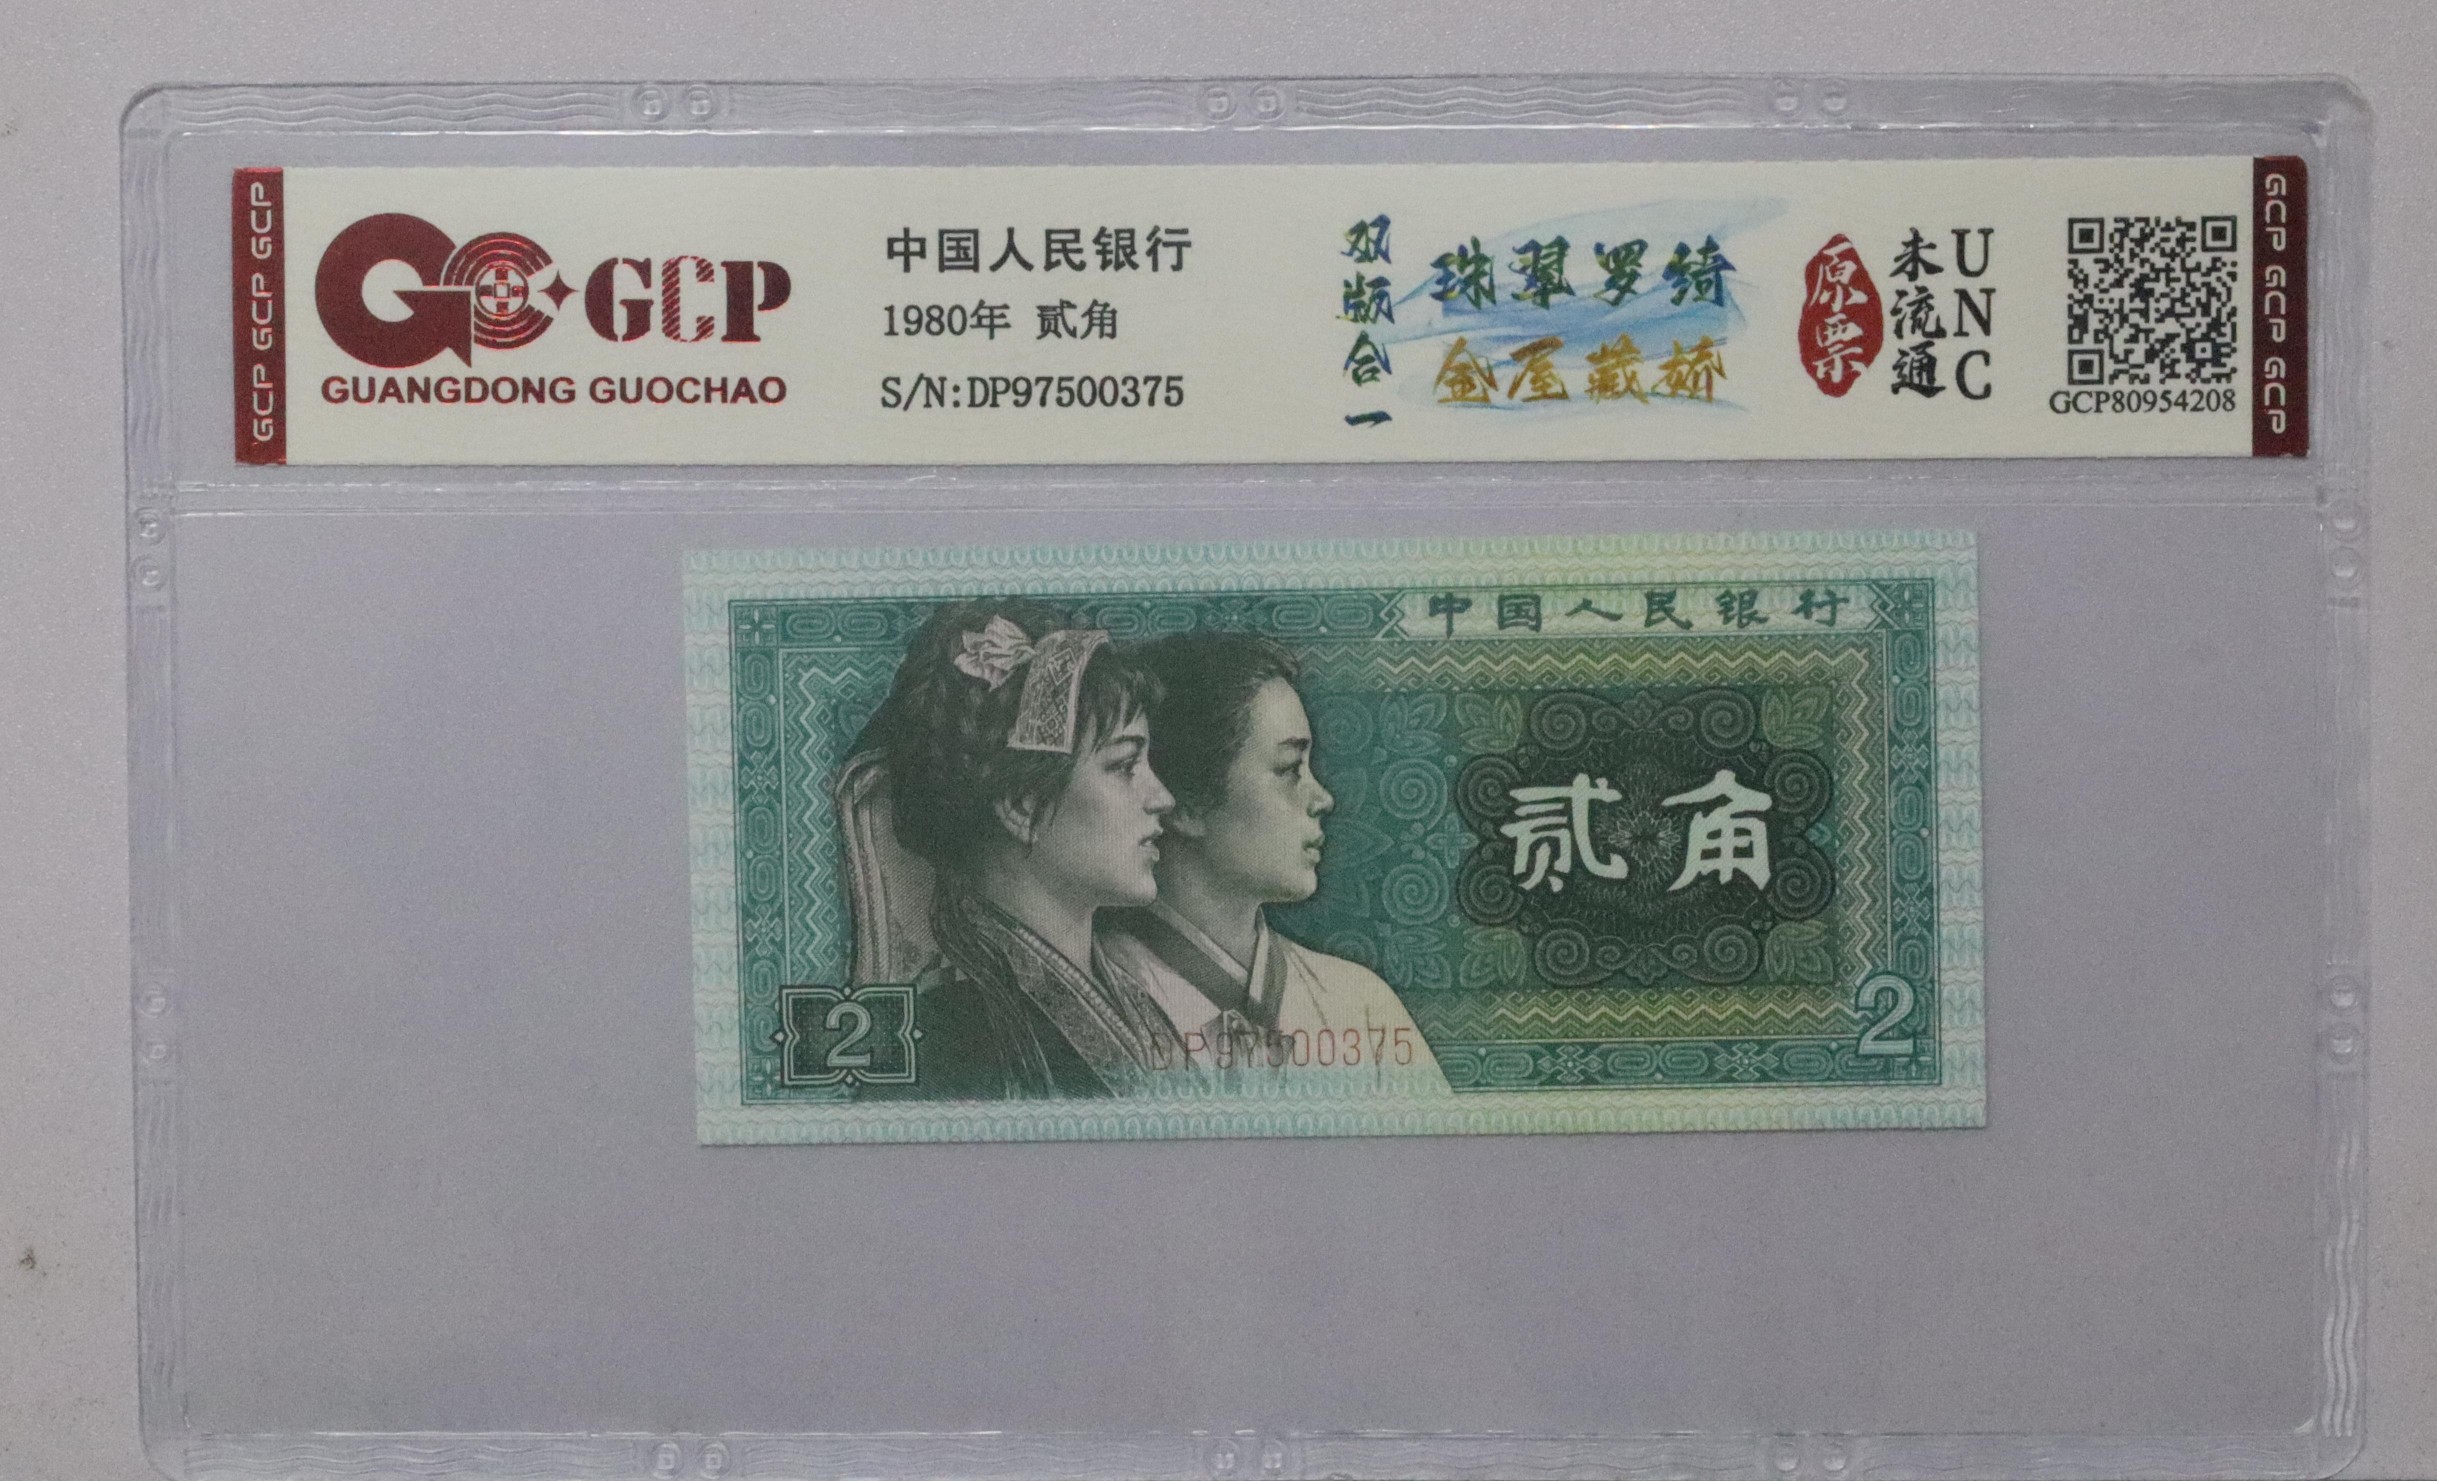 GCP GCP GCP
GCP
GUANGDONG GUOCHAO
中国人民银行
1980年 贰角
S/N:DP97500375
双版合一
珠翠罗绮
金屋藏娇
原票
未流通
UNC
GCP80954208
GCP GCP GCP
中国人民银行
贰角
2
DP97500375
2